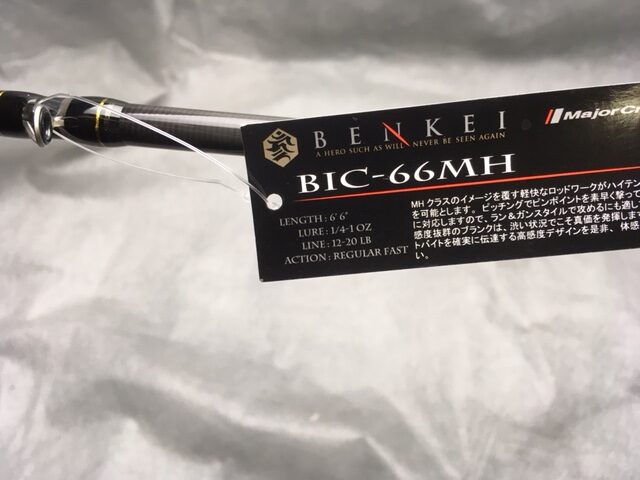 BENKEI
A HERO SUCH AS WILL NEVER BE SEEN AGAIN
MajorCr
BIC-66MH
LENGTH : 6' 6"
LURE : 1/4-1 OZ
LINE : 12-20 LB
ACTION : REGULAR FAST
MHクラスのイメージを覆す軽快なロッドワークがハイテン
を可能とします。ピッチングでピンポイントを素早く撃って
に対応しますので、ラン&ガンスタイルで攻めるにも適し
感度抜群のブランクは、渋い状況でこそ真価を発揮しま
トバイトを確実に伝達する高感度デザインを是非、体感
い。